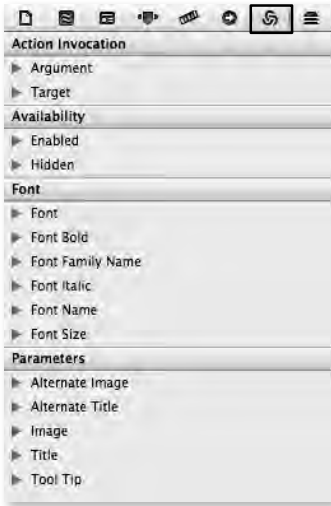 Action Invocation
Argument
Target
Availability
Enabled
Hidden
Font
Font
Font Bold
Font Family Name
Font Italic
Font Name
Font Size
Parameters
Alternate Image
Alternate Title
Image
Title
Tool Tip